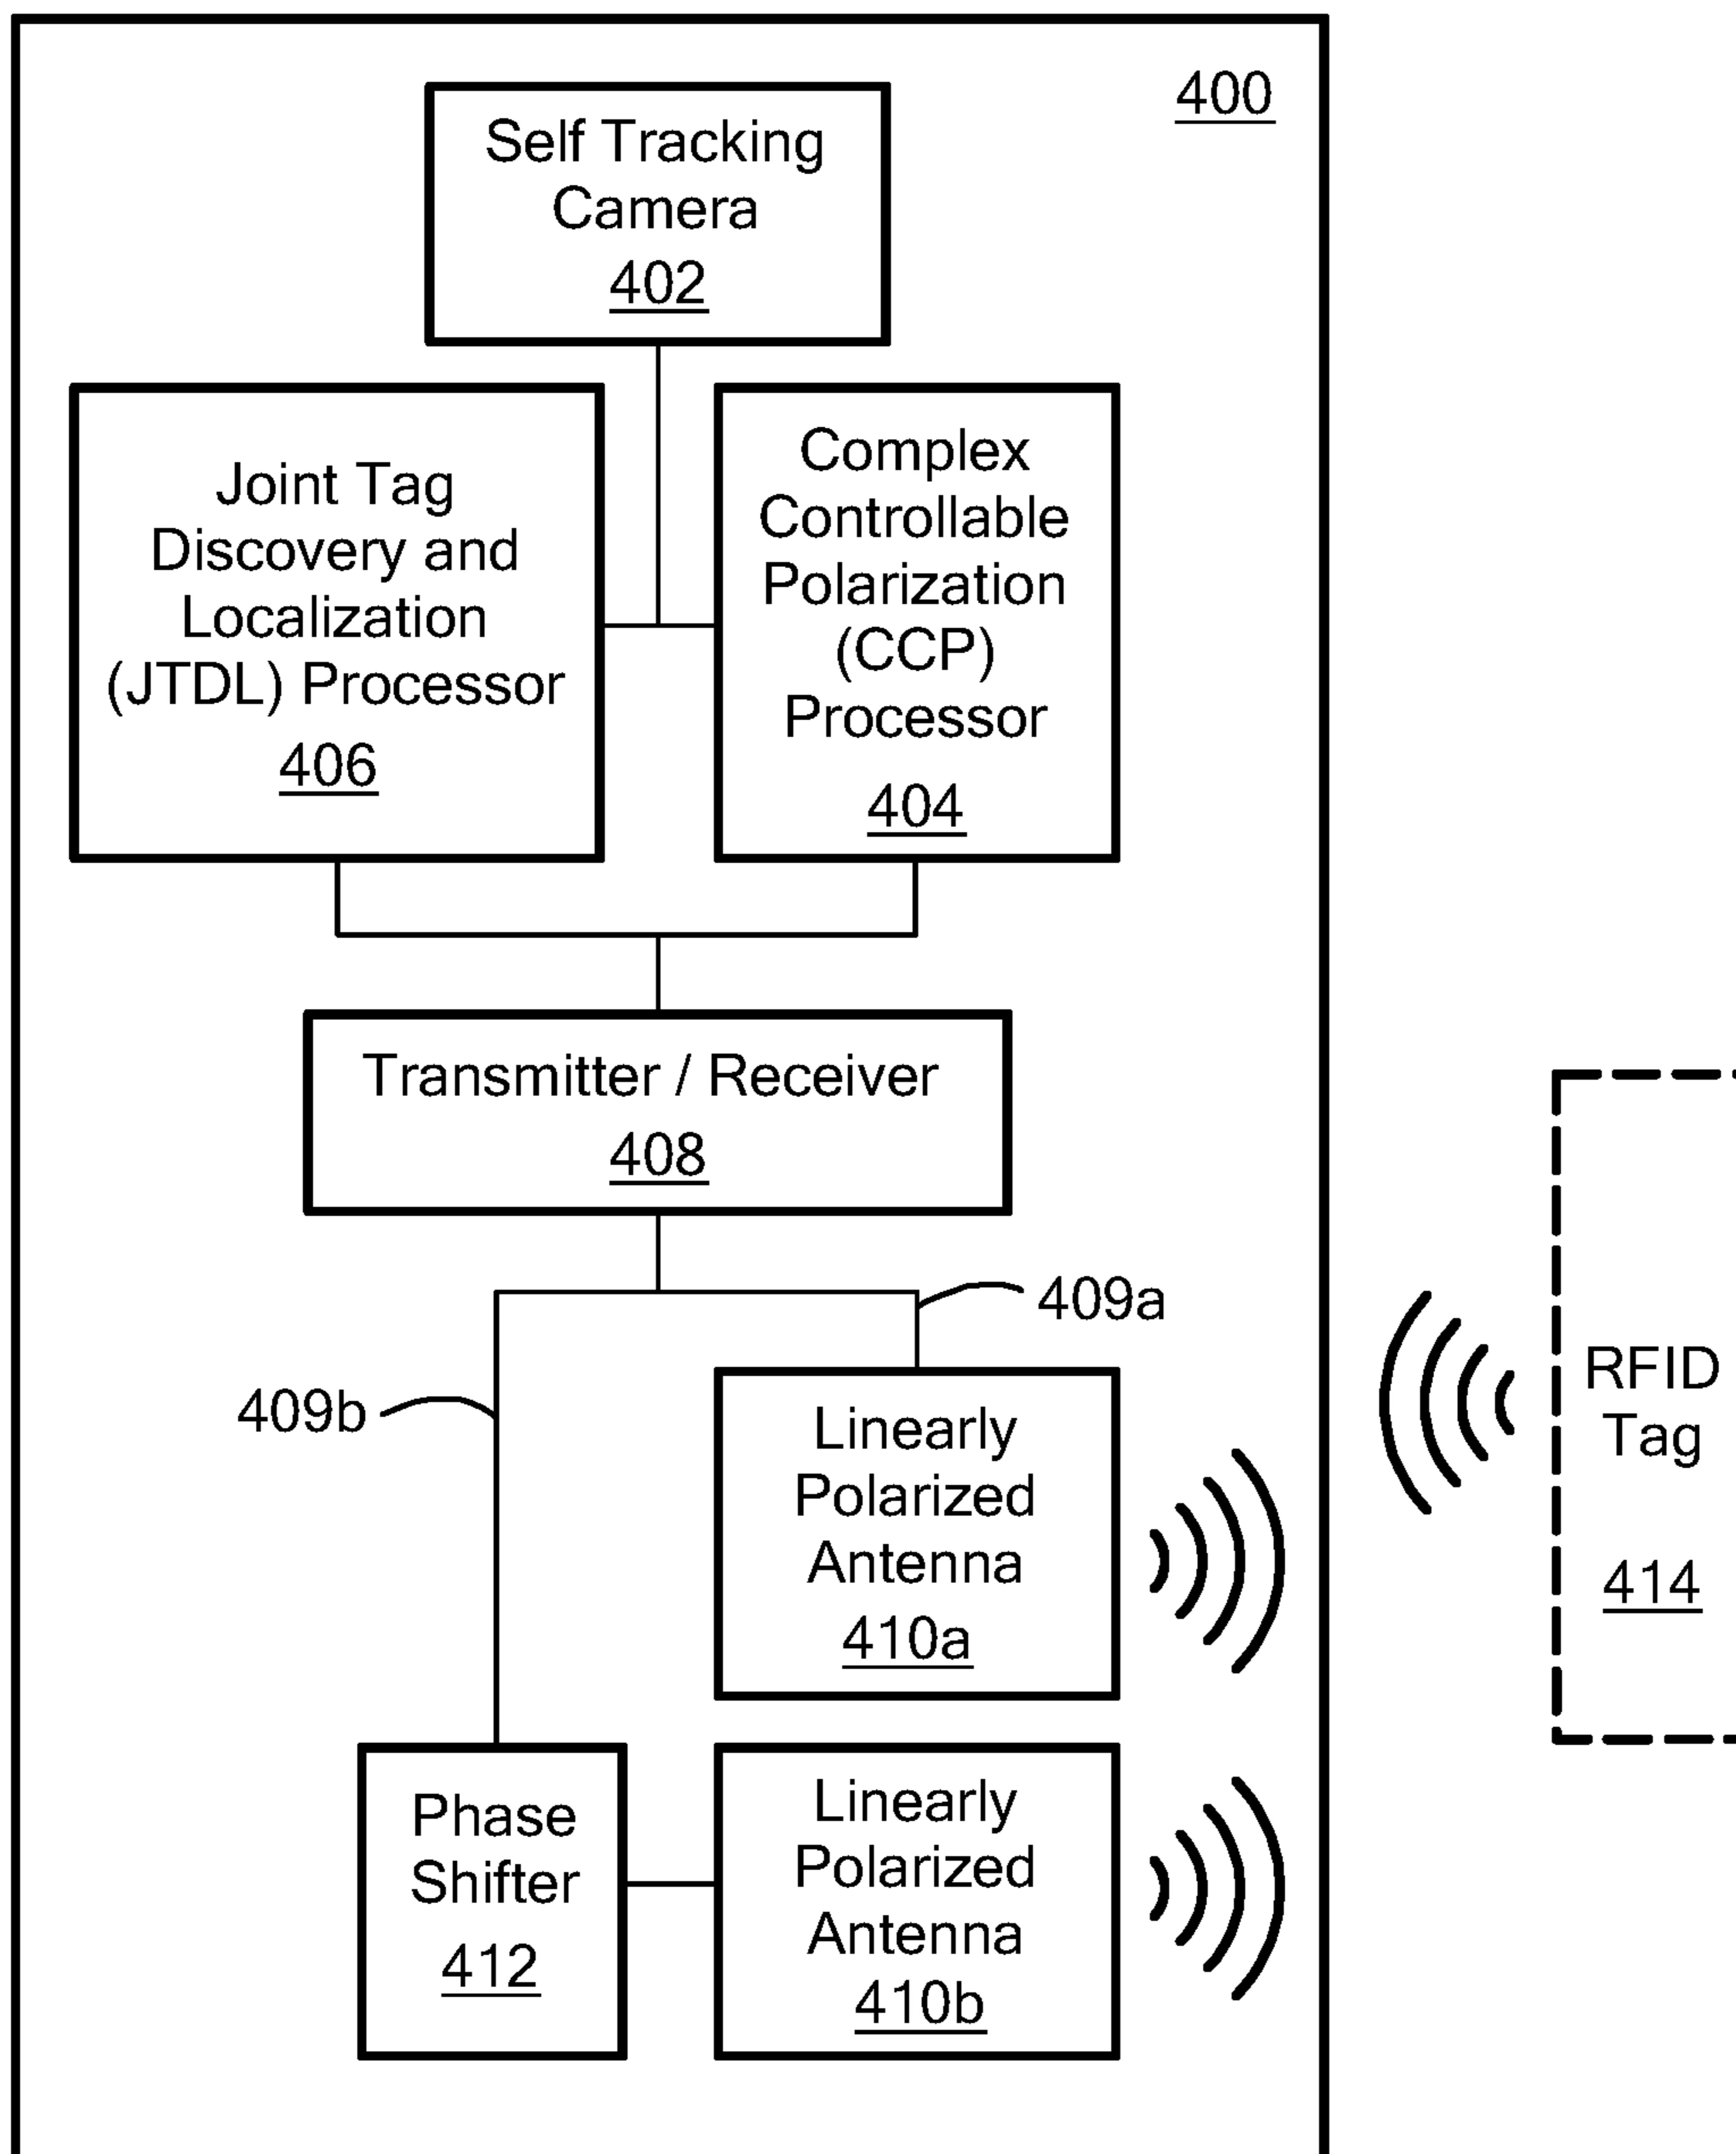 400
Self Tracking
Camera
402
Joint Tag
Discovery and
Localization
(JTDL) Processor
406
Complex
Controllable
Polarization
(CCP)
Processor
404
Transmitter / Receiver
408
409a
409b
Linearly
Polarized
Antenna
410a
RFID
Tag
414
Phase
Shifter
412
Linearly
Polarized
Antenna
410b